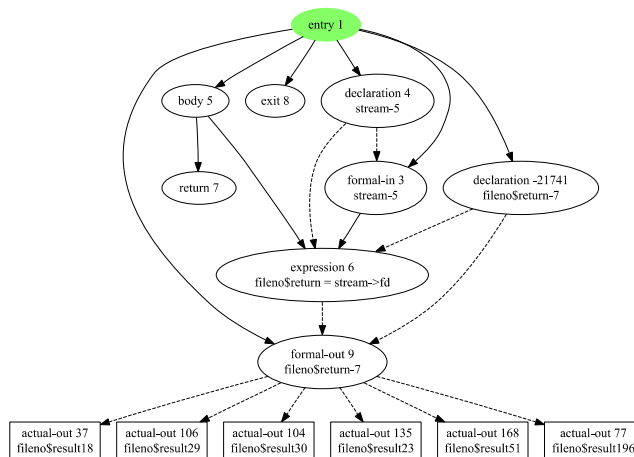 entry 1
body 5
exit 8
declaration 4
stream-5
return 7
formal-in 3
stream-5
declaration -21741
fileno$return-7
expression 6
fileno$return = stream->fd
formal-out 9
fileno$return-7
actual-out 37
fileno$result18
actual-out 106
fileno$result29
actual-out 104
fileno$result30
actual-out 135
fileno$result23
actual-out 168
fileno$result51
actual-out 77
fileno$result196